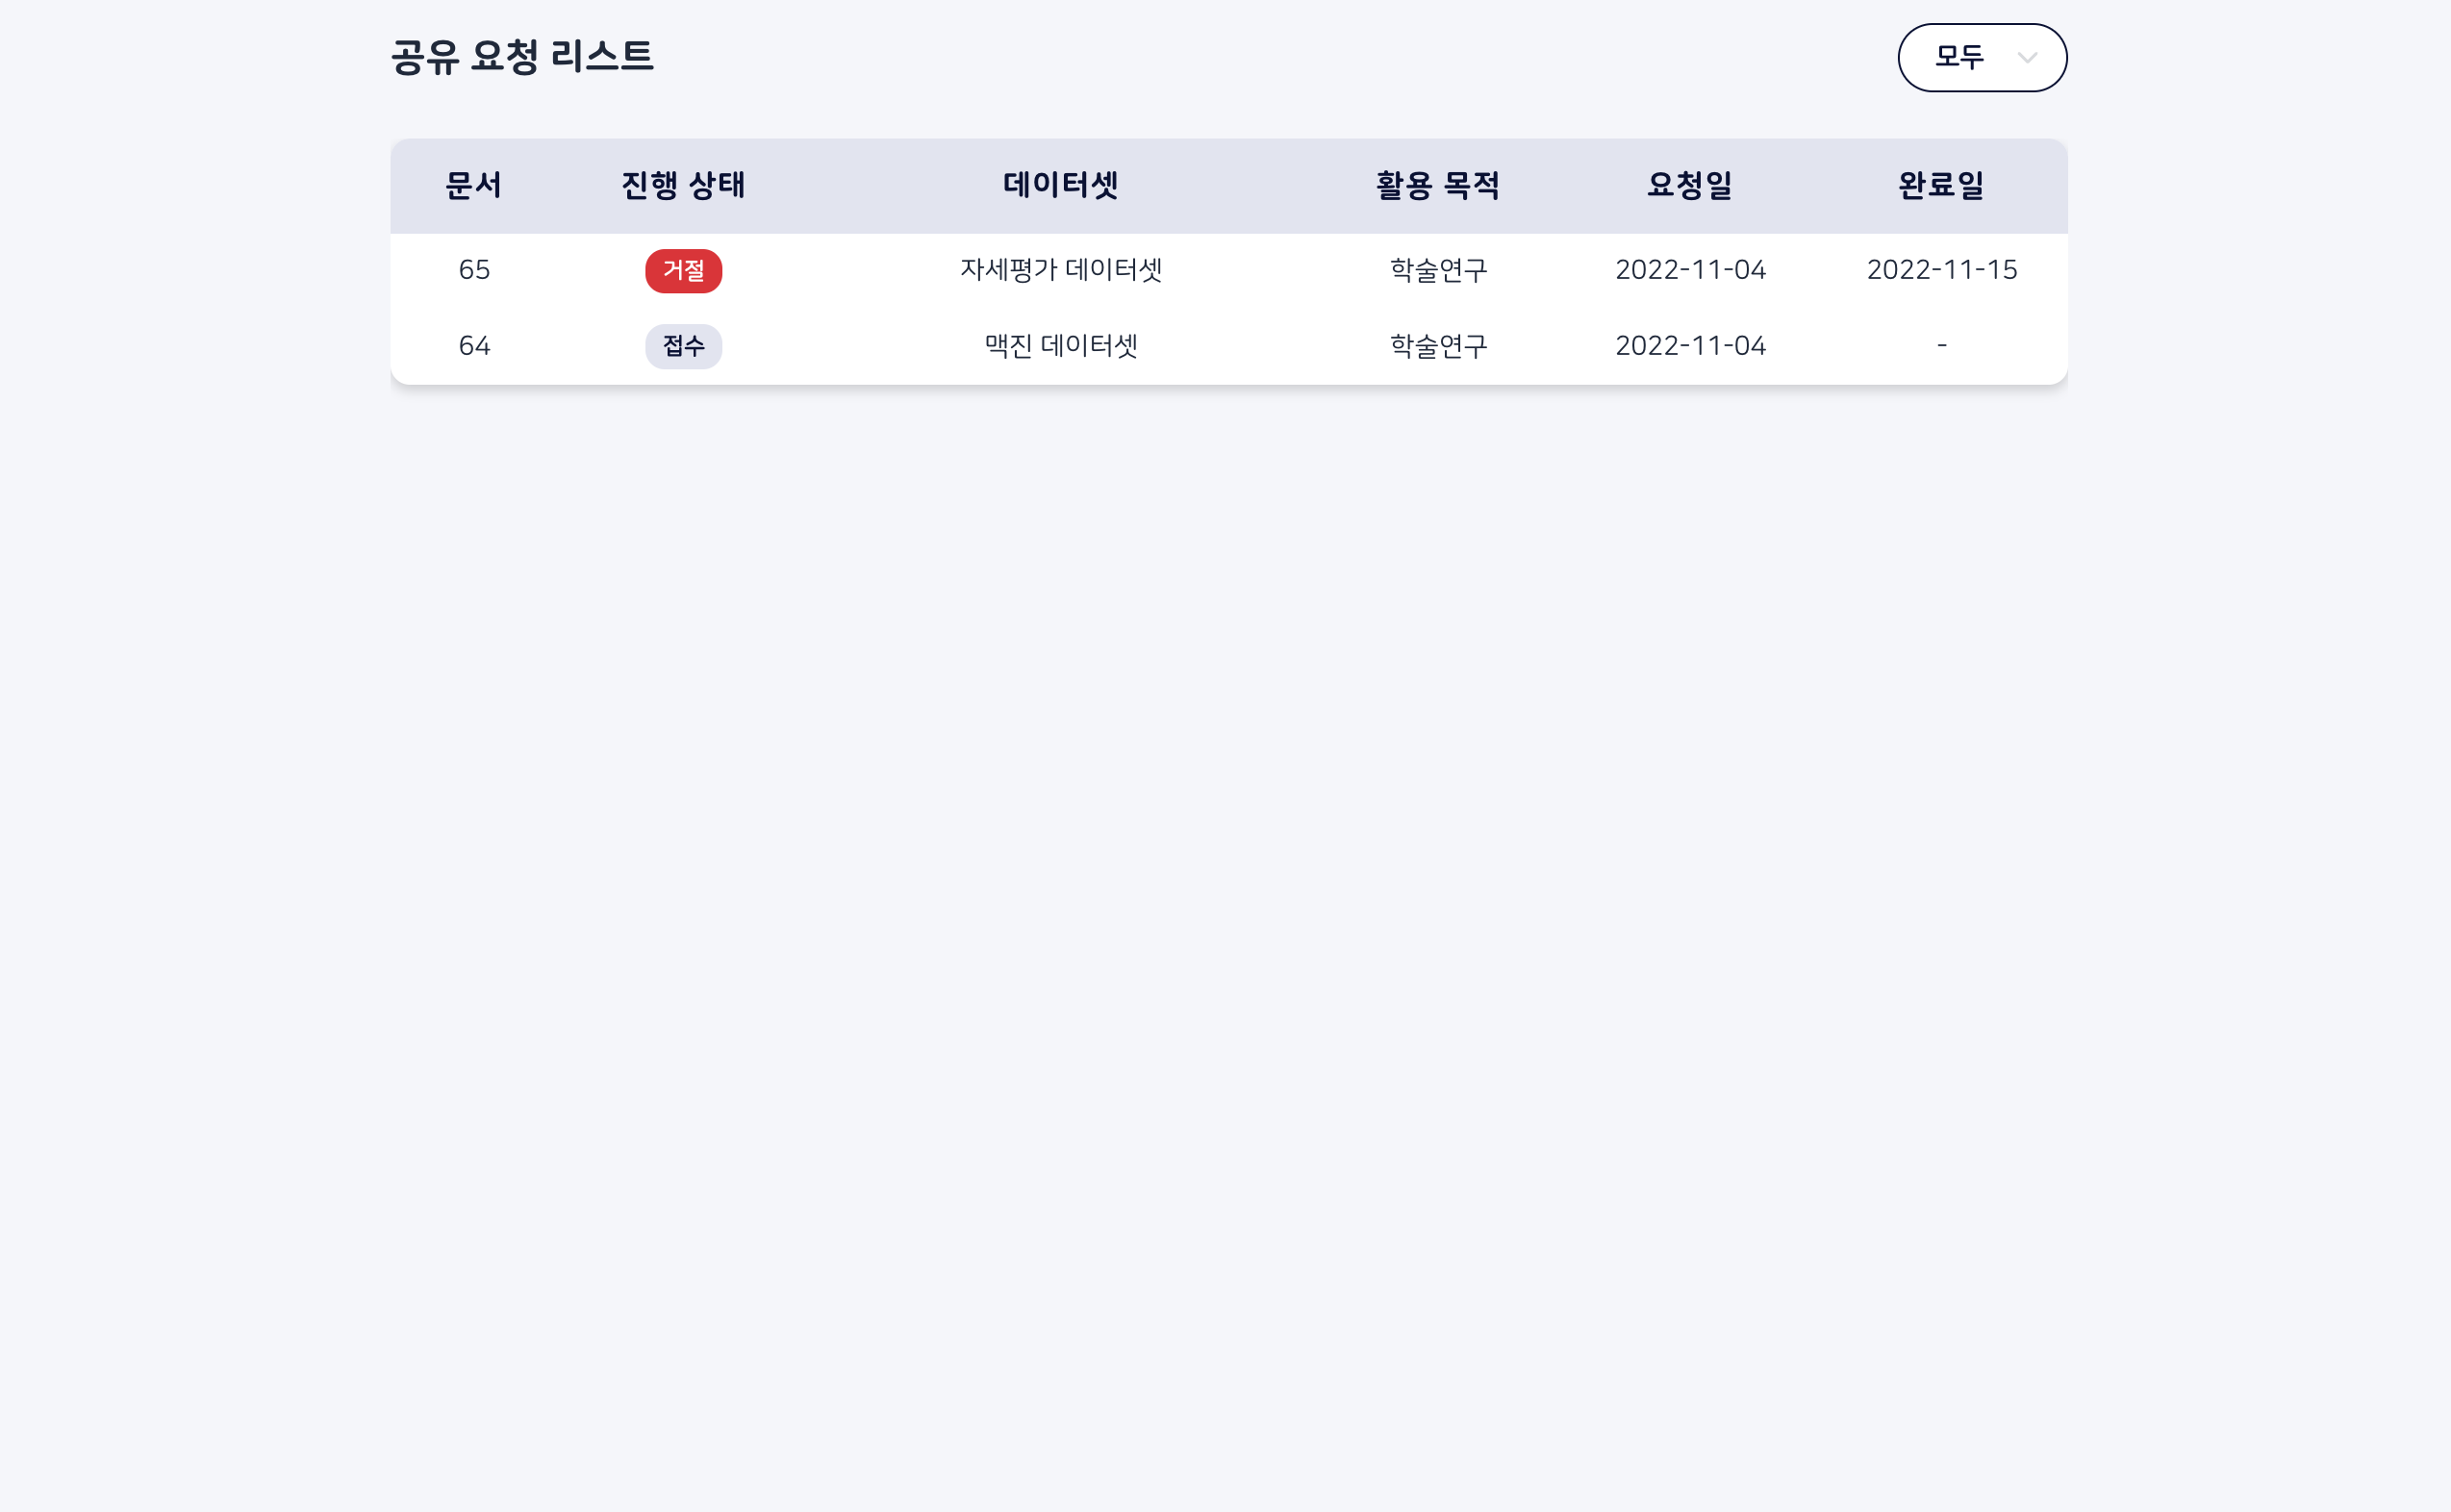 공유 요청 리스트 모두
문서 진행 상태 데이터셋 활용 목적 요청일 완료일
65 거절 자세평가 데이터셋 학술연구 2022-11-04 2022-11-15
64 접수 맥진 데이터셋 학술연구 2022-11-04 -